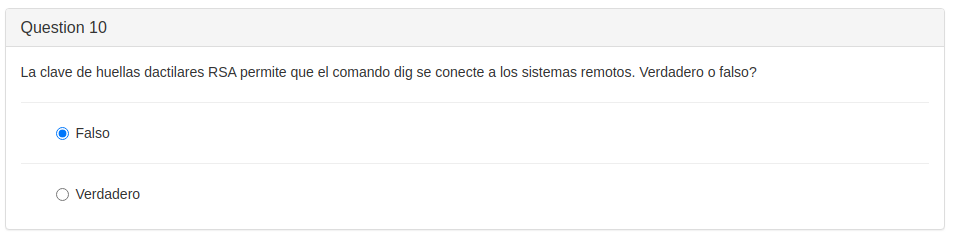 Question 10
La clave de huellas dactilares RSA permite que el comando dig se conecte a los sistemas remotos. Verdadero o falso?
Falso
Verdadero